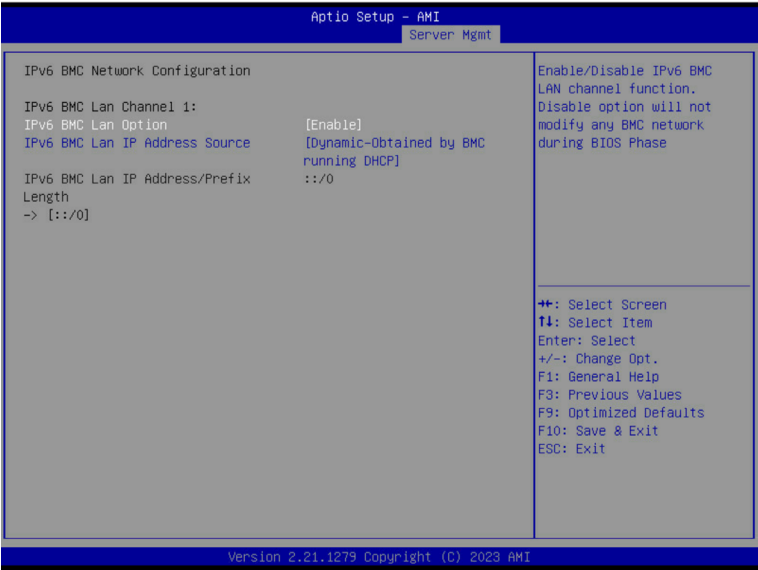 Aptio Setup – AMI
Server Mgmt
IPv6 BMC Network Configuration
IPv6 BMC Lan Channel 1:
IPv6 BMC Lan Option [Enable]
IPv6 BMC Lan IP Address Source [Dynamic-Obtained by BMC
running DHCP]
IPv6 BMC Lan IP Address/Prefix ::/0
Length
-> [::/0]
Enable/Disable IPv6 BMC
LAN channel function.
Disable option will not
modify any BMC network
during BIOS Phase
→←: Select Screen
↑↓: Select Item
Enter: Select
+/-: Change Opt.
F1: General Help
F3: Previous Values
F9: Optimized Defaults
F10: Save & Exit
ESC: Exit
Version 2.21.1279 Copyright (C) 2023 AMI